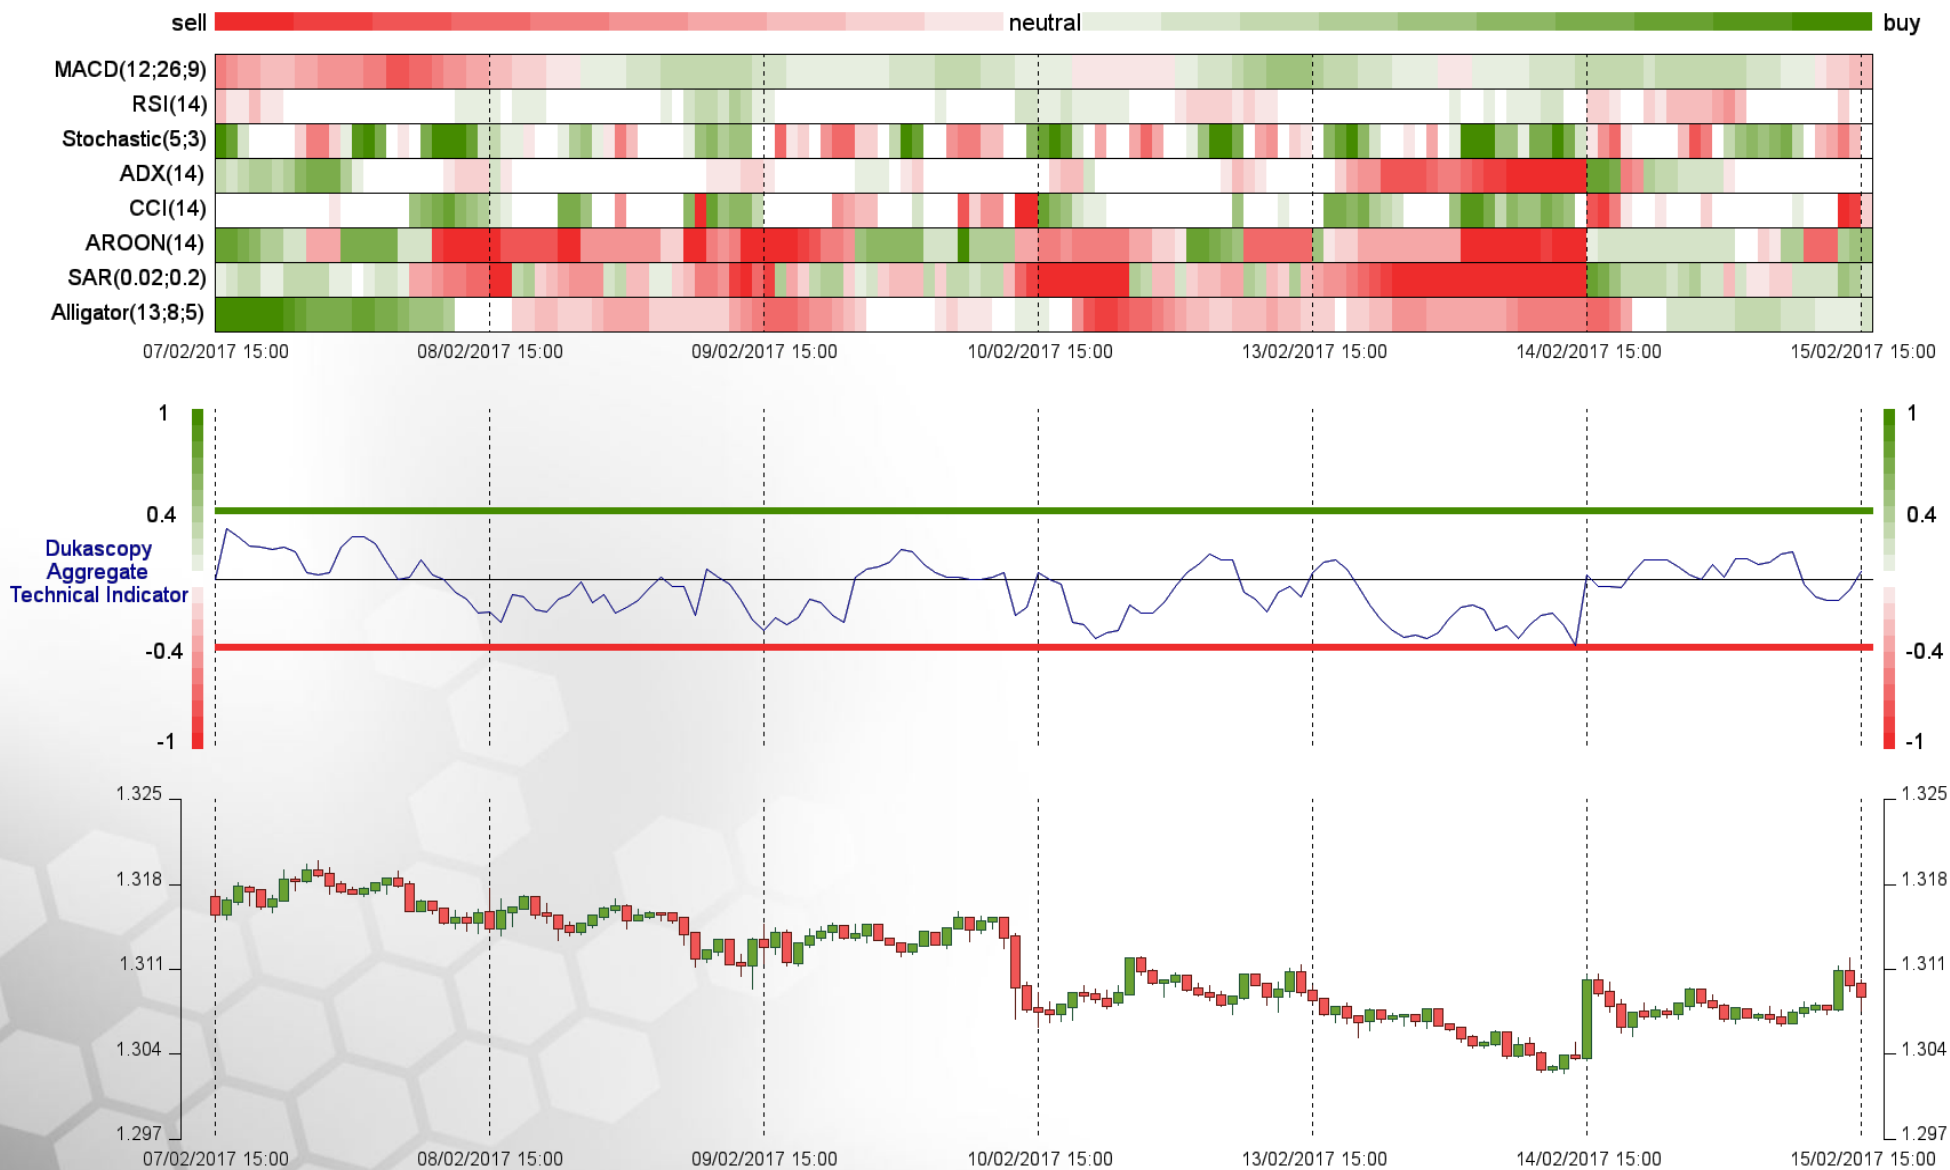 sell neutral buy
MACD(12;26;9)
RSI(14)
Stochastic(5;3)
ADX(14)
CCI(14)
AROON(14)
SAR(0.02;0.2)
Alligator(13;8;5)
07/02/2017 15:00 08/02/2017 15:00 09/02/2017 15:00 10/02/2017 15:00 13/02/2017 15:00 14/02/2017 15:00 15/02/2017 15:00
1 1
0.4 0.4
Dukascopy
Aggregate
Technical Indicator
-0.4 -0.4
-1 -1
1.325 1.325
1.318 1.318
1.311 1.311
1.304 1.304
1.297 1.297
07/02/2017 15:00 08/02/2017 15:00 09/02/2017 15:00 10/02/2017 15:00 13/02/2017 15:00 14/02/2017 15:00 15/02/2017 15:00